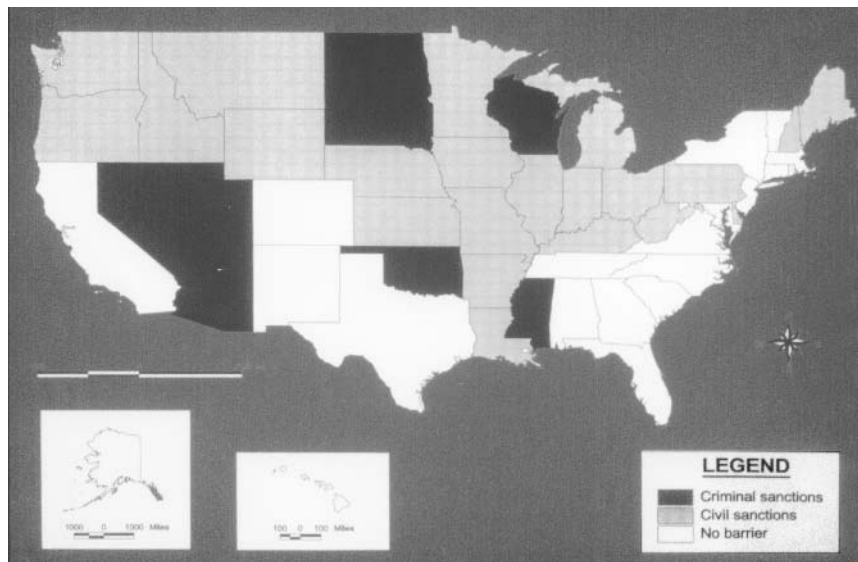 1000 0 1000 Miles
100 0 100 Miles
LEGEND
Criminal sanctions
Civil sanctions
No barrier